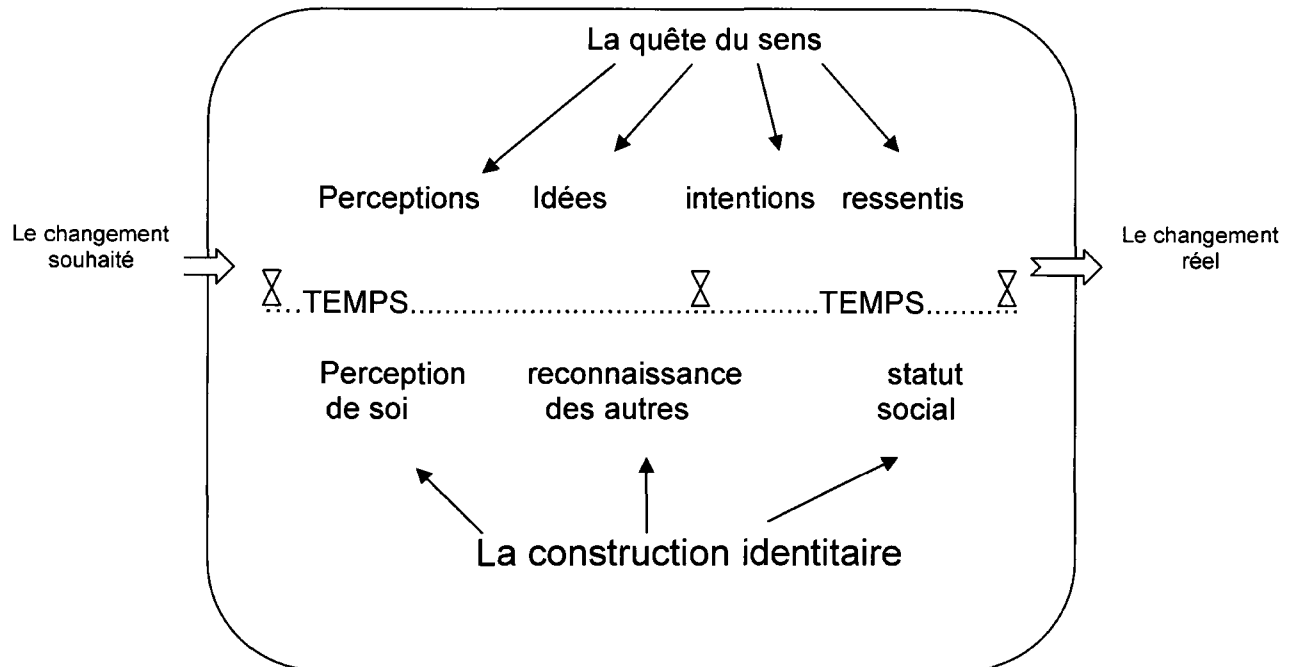 La quête du sens
Perceptions Idées intentions ressentis
Le changement
souhaité
Le changement
réel
....TEMPS.................................................TEMPS...........
Perception
de soi
reconnaissance
des autres
statut
social
La construction identitaire